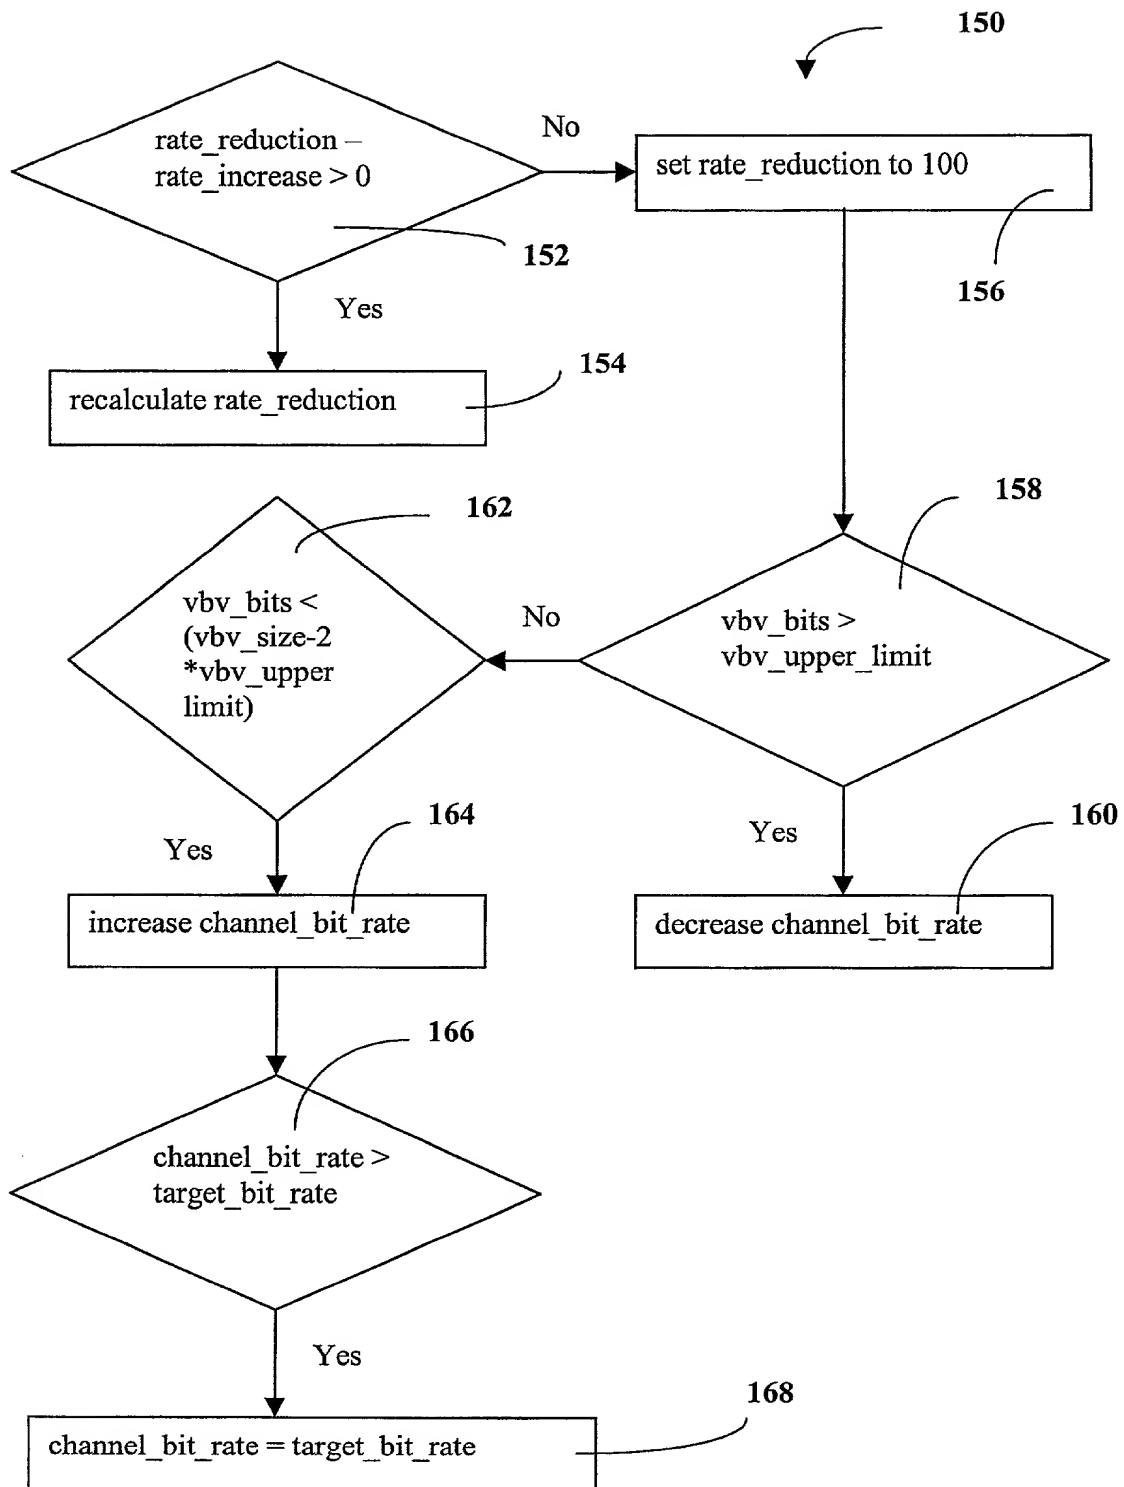 150
rate_reduction –
rate_increase > 0
No
set rate_reduction to 100
152
156
Yes
154
recalculate rate_reduction
162
158
vbv_bits <
(vbv_size-2
*vbv_upper
limit)
No
vbv_bits >
vbv_upper_limit
164
Yes
160
Yes
increase channel_bit_rate
decrease channel_bit_rate
166
channel_bit_rate >
target_bit_rate
Yes
168
channel_bit_rate = target_bit_rate